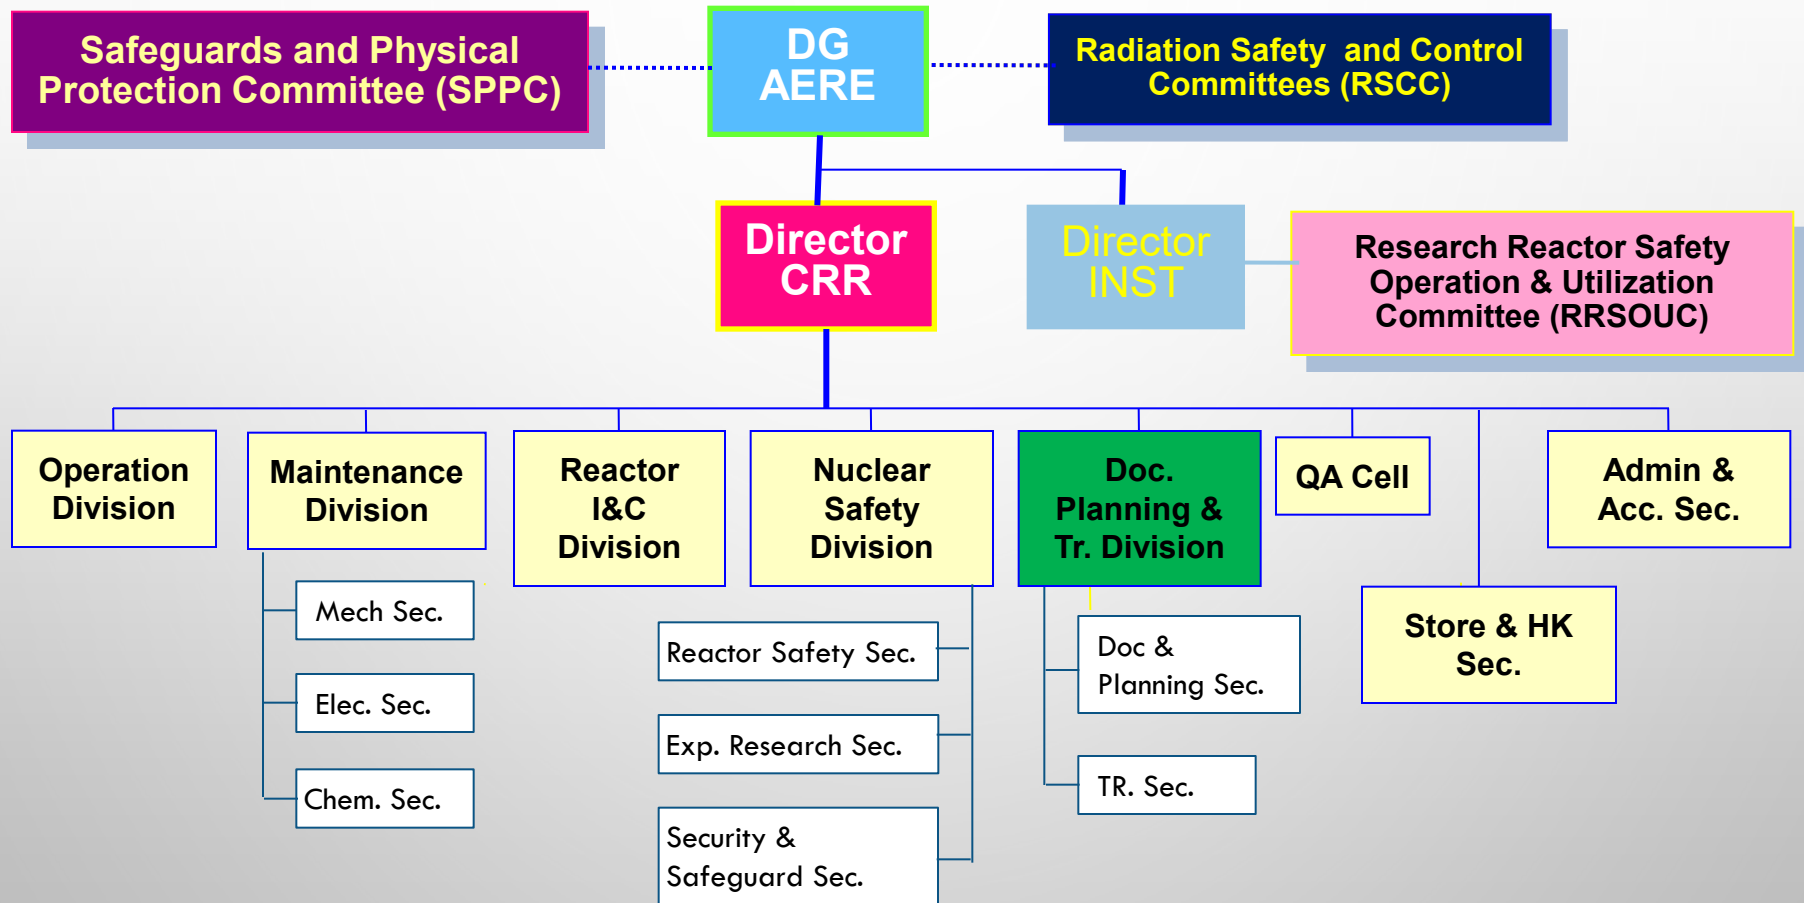 Safeguards and Physical
Protection Committee (SPPC)
DG
AERE
Radiation Safety and Control
Committees (RSCC)
Director
CRR
Director
INST
Research Reactor Safety
Operation & Utilization
Committee (RRSOUC)
Operation
Division
Maintenance
Division
Reactor
I&C
Division
Nuclear
Safety
Division
Doc.
Planning &
Tr. Division
QA Cell
Admin &
Acc. Sec.
Store & HK
Sec.
Mech Sec.
Elec. Sec.
Chem. Sec.
Reactor Safety Sec.
Exp. Research Sec.
Security &
Safeguard Sec.
Doc &
Planning Sec.
TR. Sec.